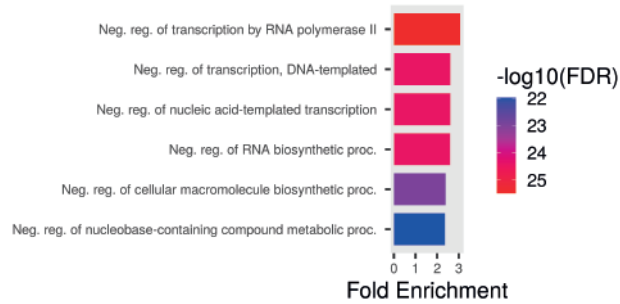 Neg. reg. of transcription by RNA polymerase II
Neg. reg. of transcription, DNA-templated
Neg. reg. of nucleic acid-templated transcription
Neg. reg. of RNA biosynthetic proc.
Neg. reg. of cellular macromolecule biosynthetic proc.
Neg. reg. of nucleobase-containing compound metabolic proc.
0 1 2 3
Fold Enrichment
-log10(FDR)
22
23
24
25